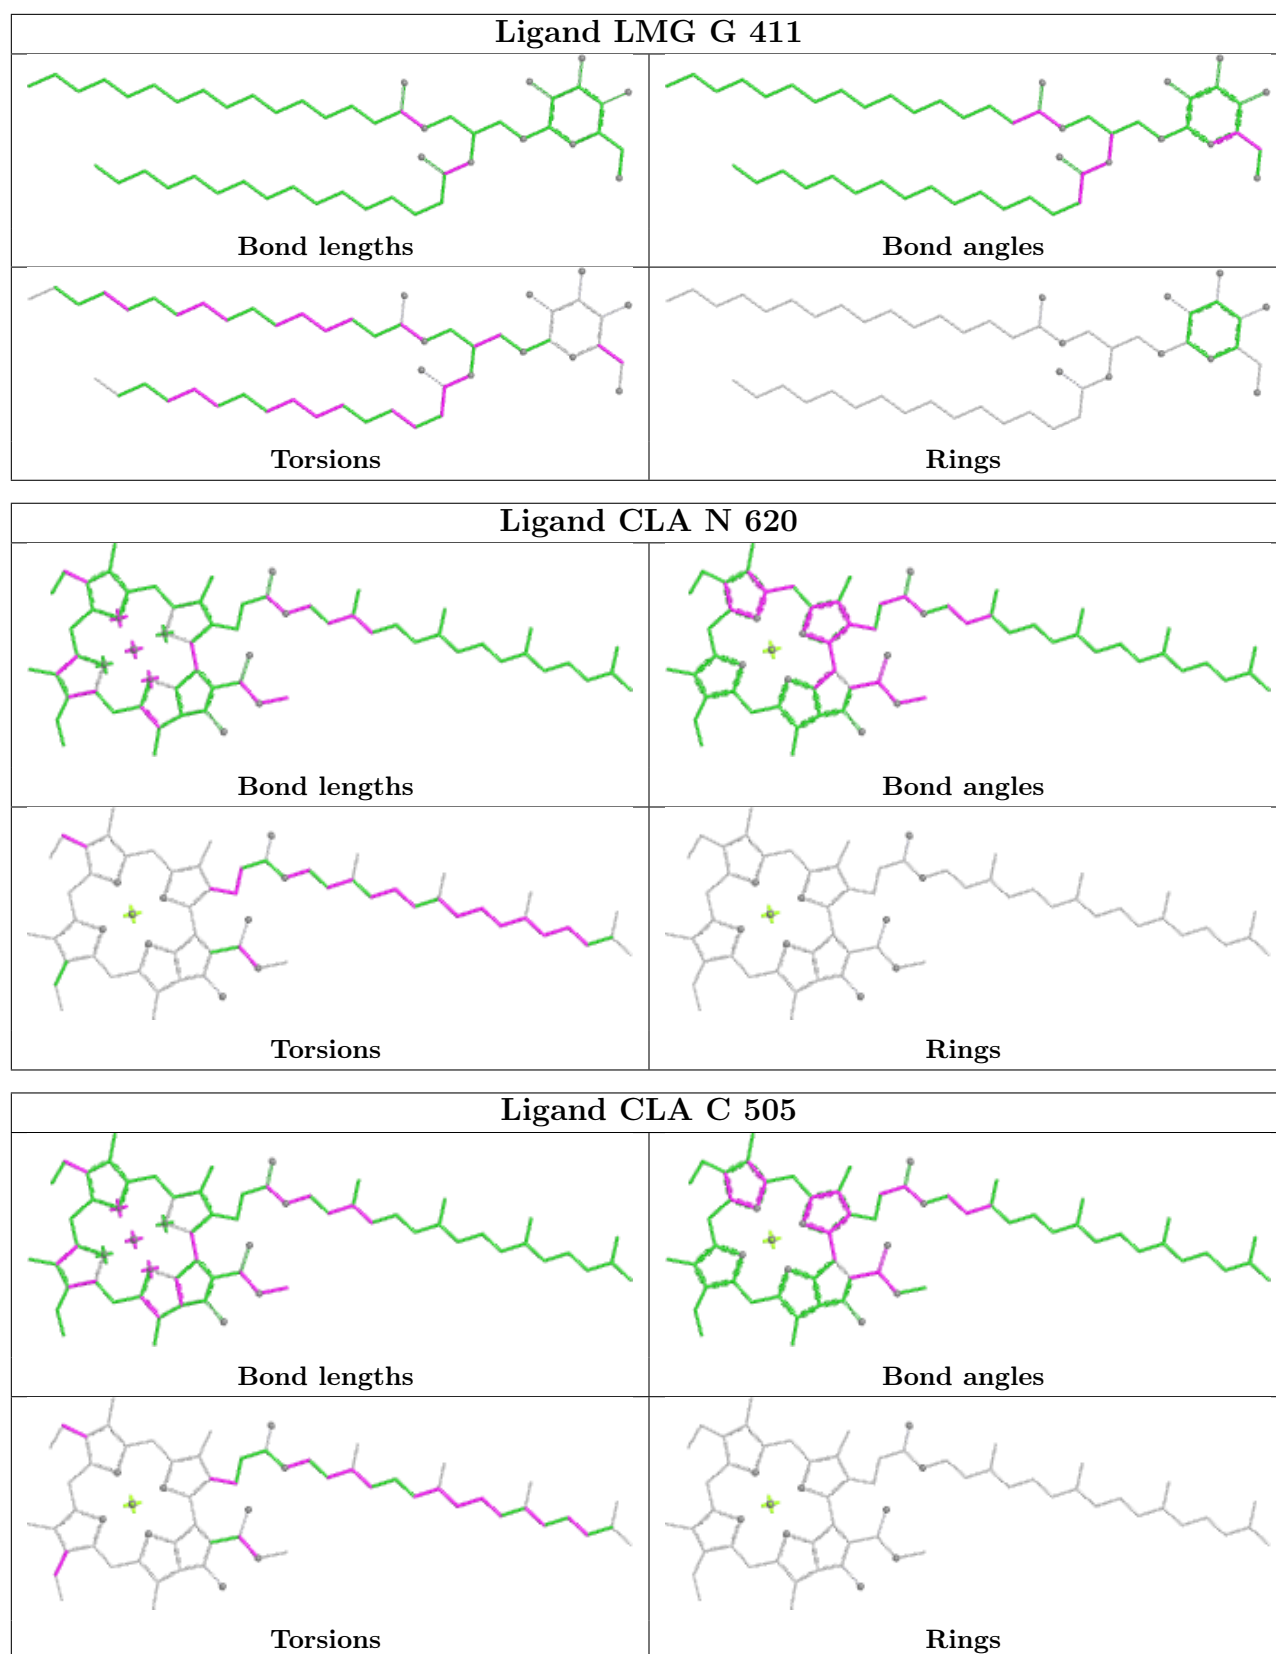 Ligand LMG G 411
Bond lengths
Bond angles
Torsions
Rings
Ligand CLA N 620
Bond lengths
Bond angles
Torsions
Rings
Ligand CLA C 505
Bond lengths
Bond angles
Torsions
Rings